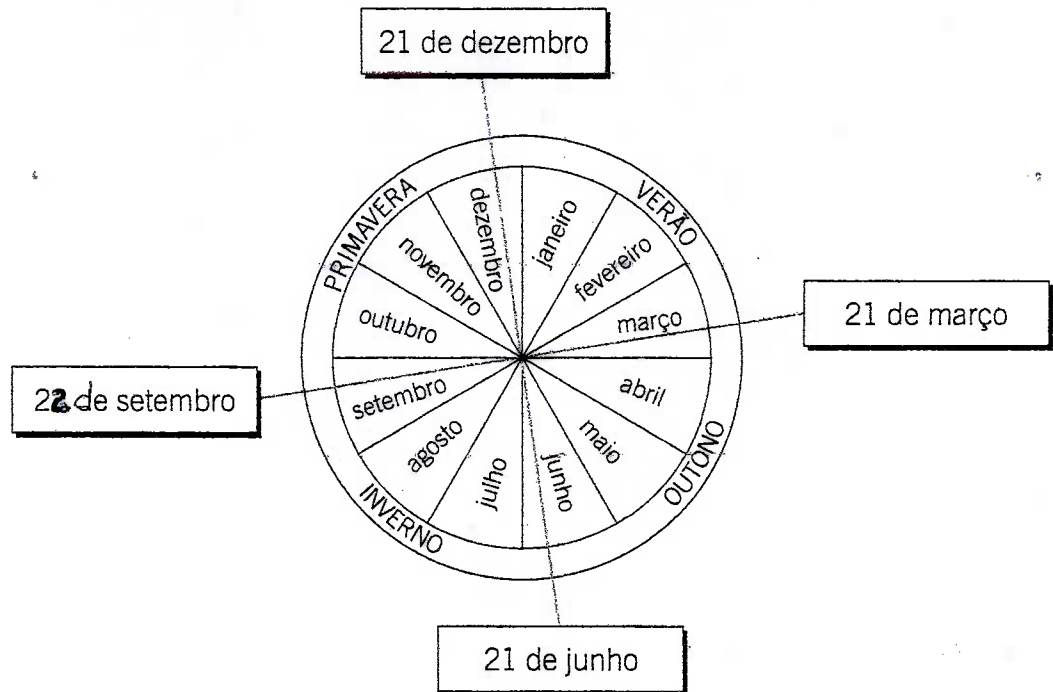 21 de dezembro
PRIMAVERA
VERÃO
dezembro
janeiro
novembro
fevereiro
outubro
março
21 de março
22 de setembro
setembro
abril
agosto
maio
julho
junho
INVERNO
OUTONO
21 de junho